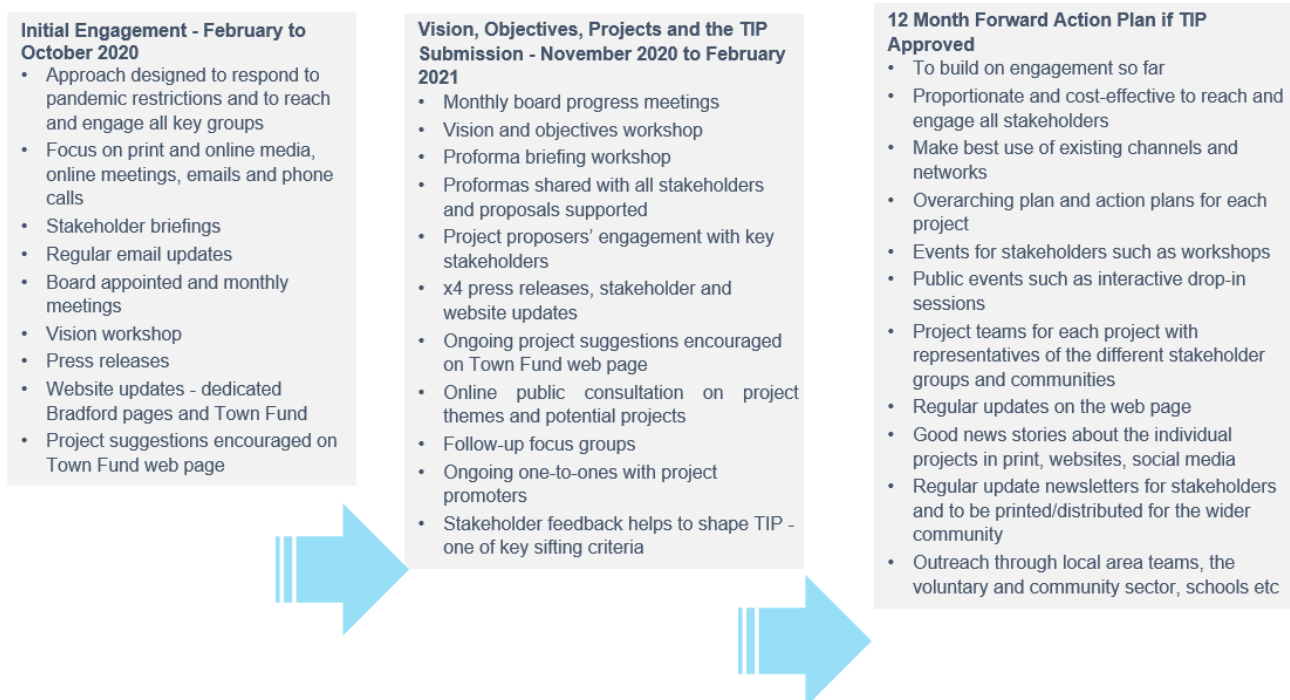 Initial Engagement - February to
October 2020
• Approach designed to respond to
pandemic restrictions and to reach
and engage all key groups
• Focus on print and online media,
online meetings, emails and phone
calls
• Stakeholder briefings
• Regular email updates
• Board appointed and monthly
meetings
• Vision workshop
• Press releases
• Website updates - dedicated
Bradford pages and Town Fund
• Project suggestions encouraged on
Town Fund web page
Vision, Objectives, Projects and the TIP
Submission - November 2020 to February
2021
• Monthly board progress meetings
• Vision and objectives workshop
• Proforma briefing workshop
• Proformas shared with all stakeholders
and proposals supported
• Project proposers' engagement with key
stakeholders
• x4 press releases, stakeholder and
website updates
• Ongoing project suggestions encouraged
on Town Fund web page
• Online public consultation on project
themes and potential projects
• Follow-up focus groups
• Ongoing one-to-ones with project
promoters
• Stakeholder feedback helps to shape TIP -
one of key sifting criteria
12 Month Forward Action Plan if TIP
Approved
• To build on engagement so far
• Proportionate and cost-effective to reach and
engage all stakeholders
• Make best use of existing channels and
networks
• Overarching plan and action plans for each
project
• Events for stakeholders such as workshops
• Public events such as interactive drop-in
sessions
• Project teams for each project with
representatives of the different stakeholder
groups and communities
• Regular updates on the web page
• Good news stories about the individual
projects in print, websites, social media
• Regular update newsletters for stakeholders
and to be printed/distributed for the wider
community
• Outreach through local area teams, the
voluntary and community sector, schools etc